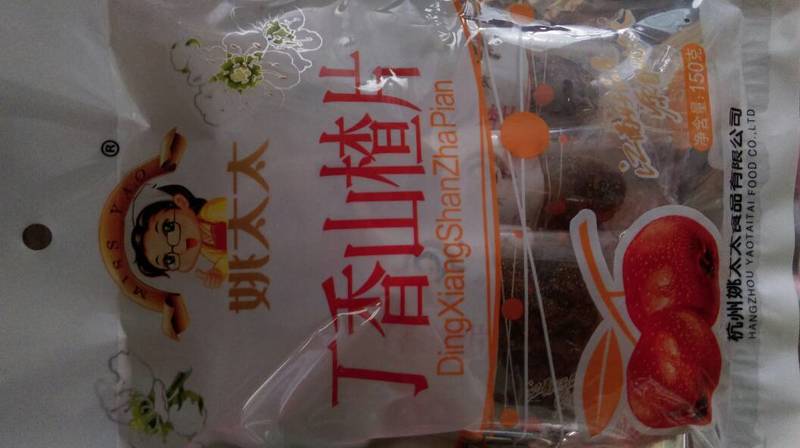 ®
MISS YAO
姚太太
丁香山楂片
DingXiangShanZhaPian
净含量:150克
杭州姚太太食品有限公司
HANGZHOU YAOTAITAI FOOD CO.,LTD